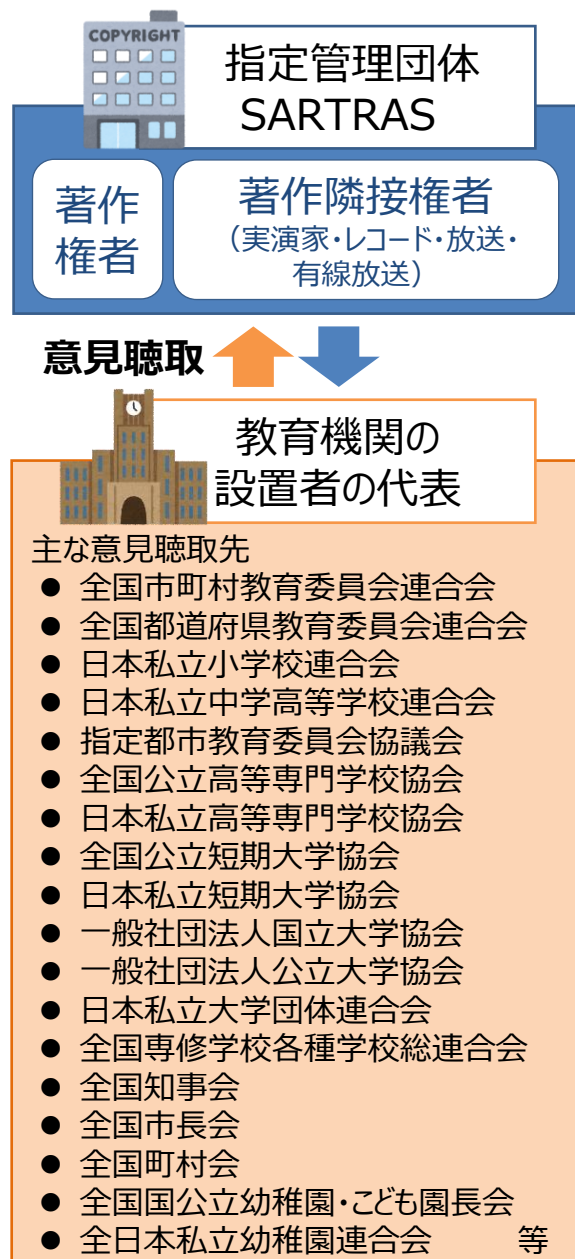 COPYRIGHT
指定管理団体
SARTRAS
著作
権者
著作隣接権者
（実演家・レコード・放送・
有線放送）
意見聴取
教育機関の
設置者の代表
主な意見聴取先
● 全国市町村教育委員会連合会
● 全国都道府県教育委員会連合会
● 日本私立小学校連合会
● 日本私立中学高等学校連合会
● 指定都市教育委員会協議会
● 全国公立高等専門学校協会
● 日本私立高等専門学校協会
● 全国公立短期大学協会
● 日本私立短期大学協会
● 一般社団法人国立大学協会
● 一般社団法人公立大学協会
● 日本私立大学団体連合会
● 全国専修学校各種学校総連合会
● 全国知事会
● 全国市長会
● 全国町村会
● 全国国公立幼稚園・こども園長会
● 全日本私立幼稚園連合会 等